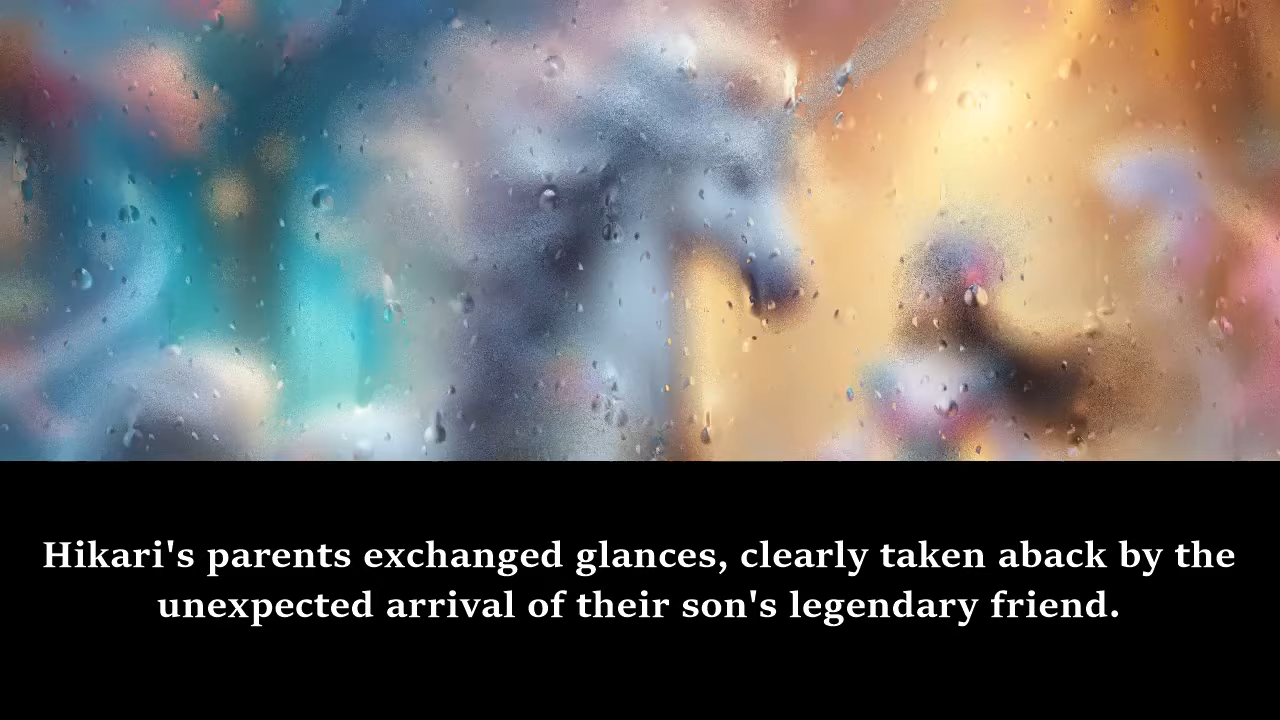 Hikari's parents exchanged glances, clearly taken aback by the
unexpected arrival of their son's legendary friend.